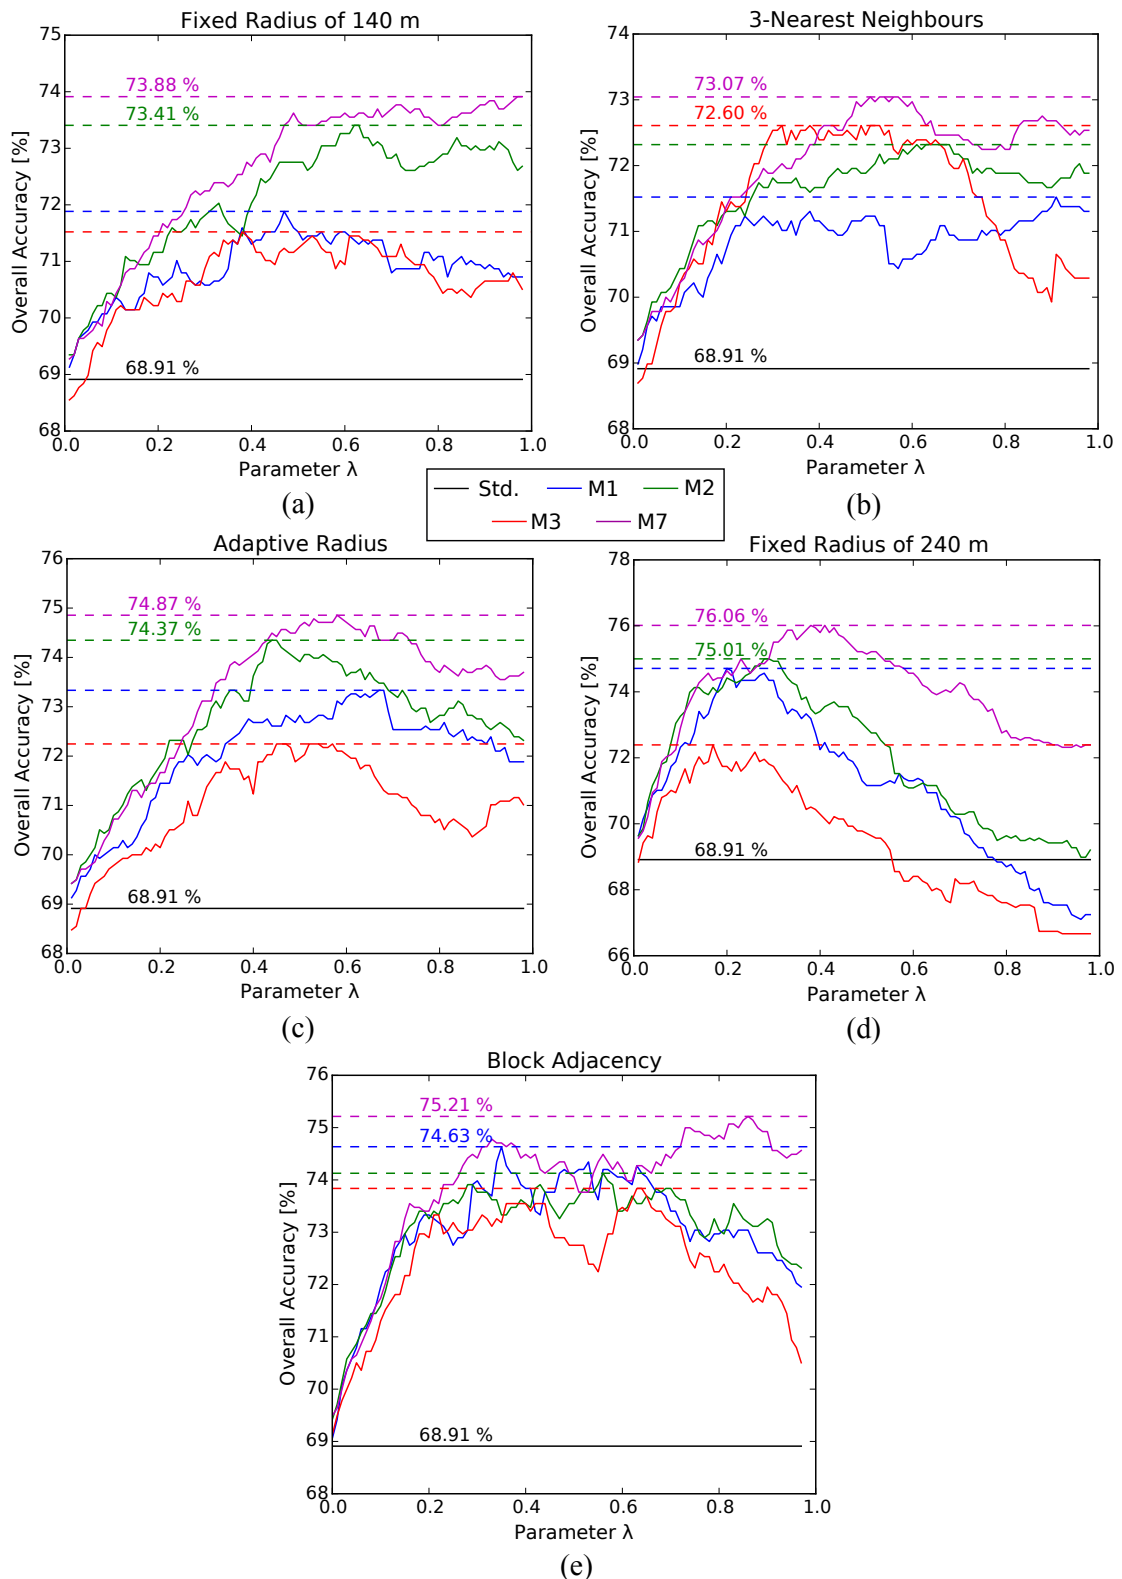 Fixed Radius of 140 m
75
74
73
72
71
70
69
68
Overall Accuracy [%]
73.88 %
73.41 %
68.91 %
0.0 0.2 0.4 0.6 0.8 1.0
Parameter λ
(a)
3-Nearest Neighbours
74
73
72
71
70
69
68
Overall Accuracy [%]
73.07 %
72.60 %
68.91 %
0.0 0.2 0.4 0.6 0.8 1.0
Parameter λ
(b)
Std. M1 M2
M3 M7
Adaptive Radius
76
75
74
73
72
71
70
69
68
Overall Accuracy [%]
74.87 %
74.37 %
68.91 %
0.0 0.2 0.4 0.6 0.8 1.0
Parameter λ
(c)
Fixed Radius of 240 m
78
76
74
72
70
68
66
Overall Accuracy [%]
76.06 %
75.01 %
68.91 %
0.0 0.2 0.4 0.6 0.8 1.0
Parameter λ
(d)
Block Adjacency
76
75
74
73
72
71
70
69
68
Overall Accuracy [%]
75.21 %
74.63 %
68.91 %
0.0 0.2 0.4 0.6 0.8 1.0
Parameter λ
(e)